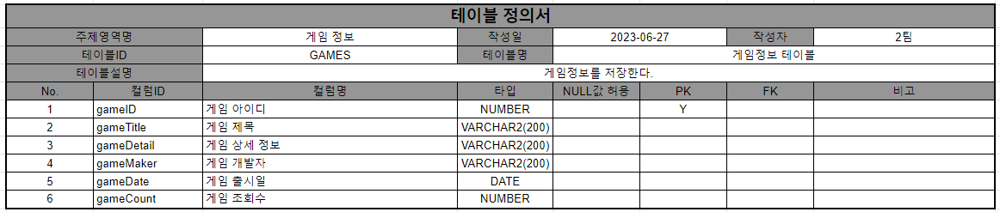 테이블 정의서
주제영역명 게임 정보 작성일 2023-06-27 작성자 2팀
테이블ID GAMES 테이블명 게임정보 테이블
테이블설명 게임정보를 저장한다.
No. 컬럼ID 컬럼명 타입 NULL값 허용 PK FK 비고
1 gameID 게임 아이디 NUMBER Y
2 gameTitle 게임 제목 VARCHAR2(200)
3 gameDetail 게임 상세 정보 VARCHAR2(200)
4 gameMaker 게임 개발자 VARCHAR2(200)
5 gameDate 게임 출시일 DATE
6 gameCount 게임 조회수 NUMBER